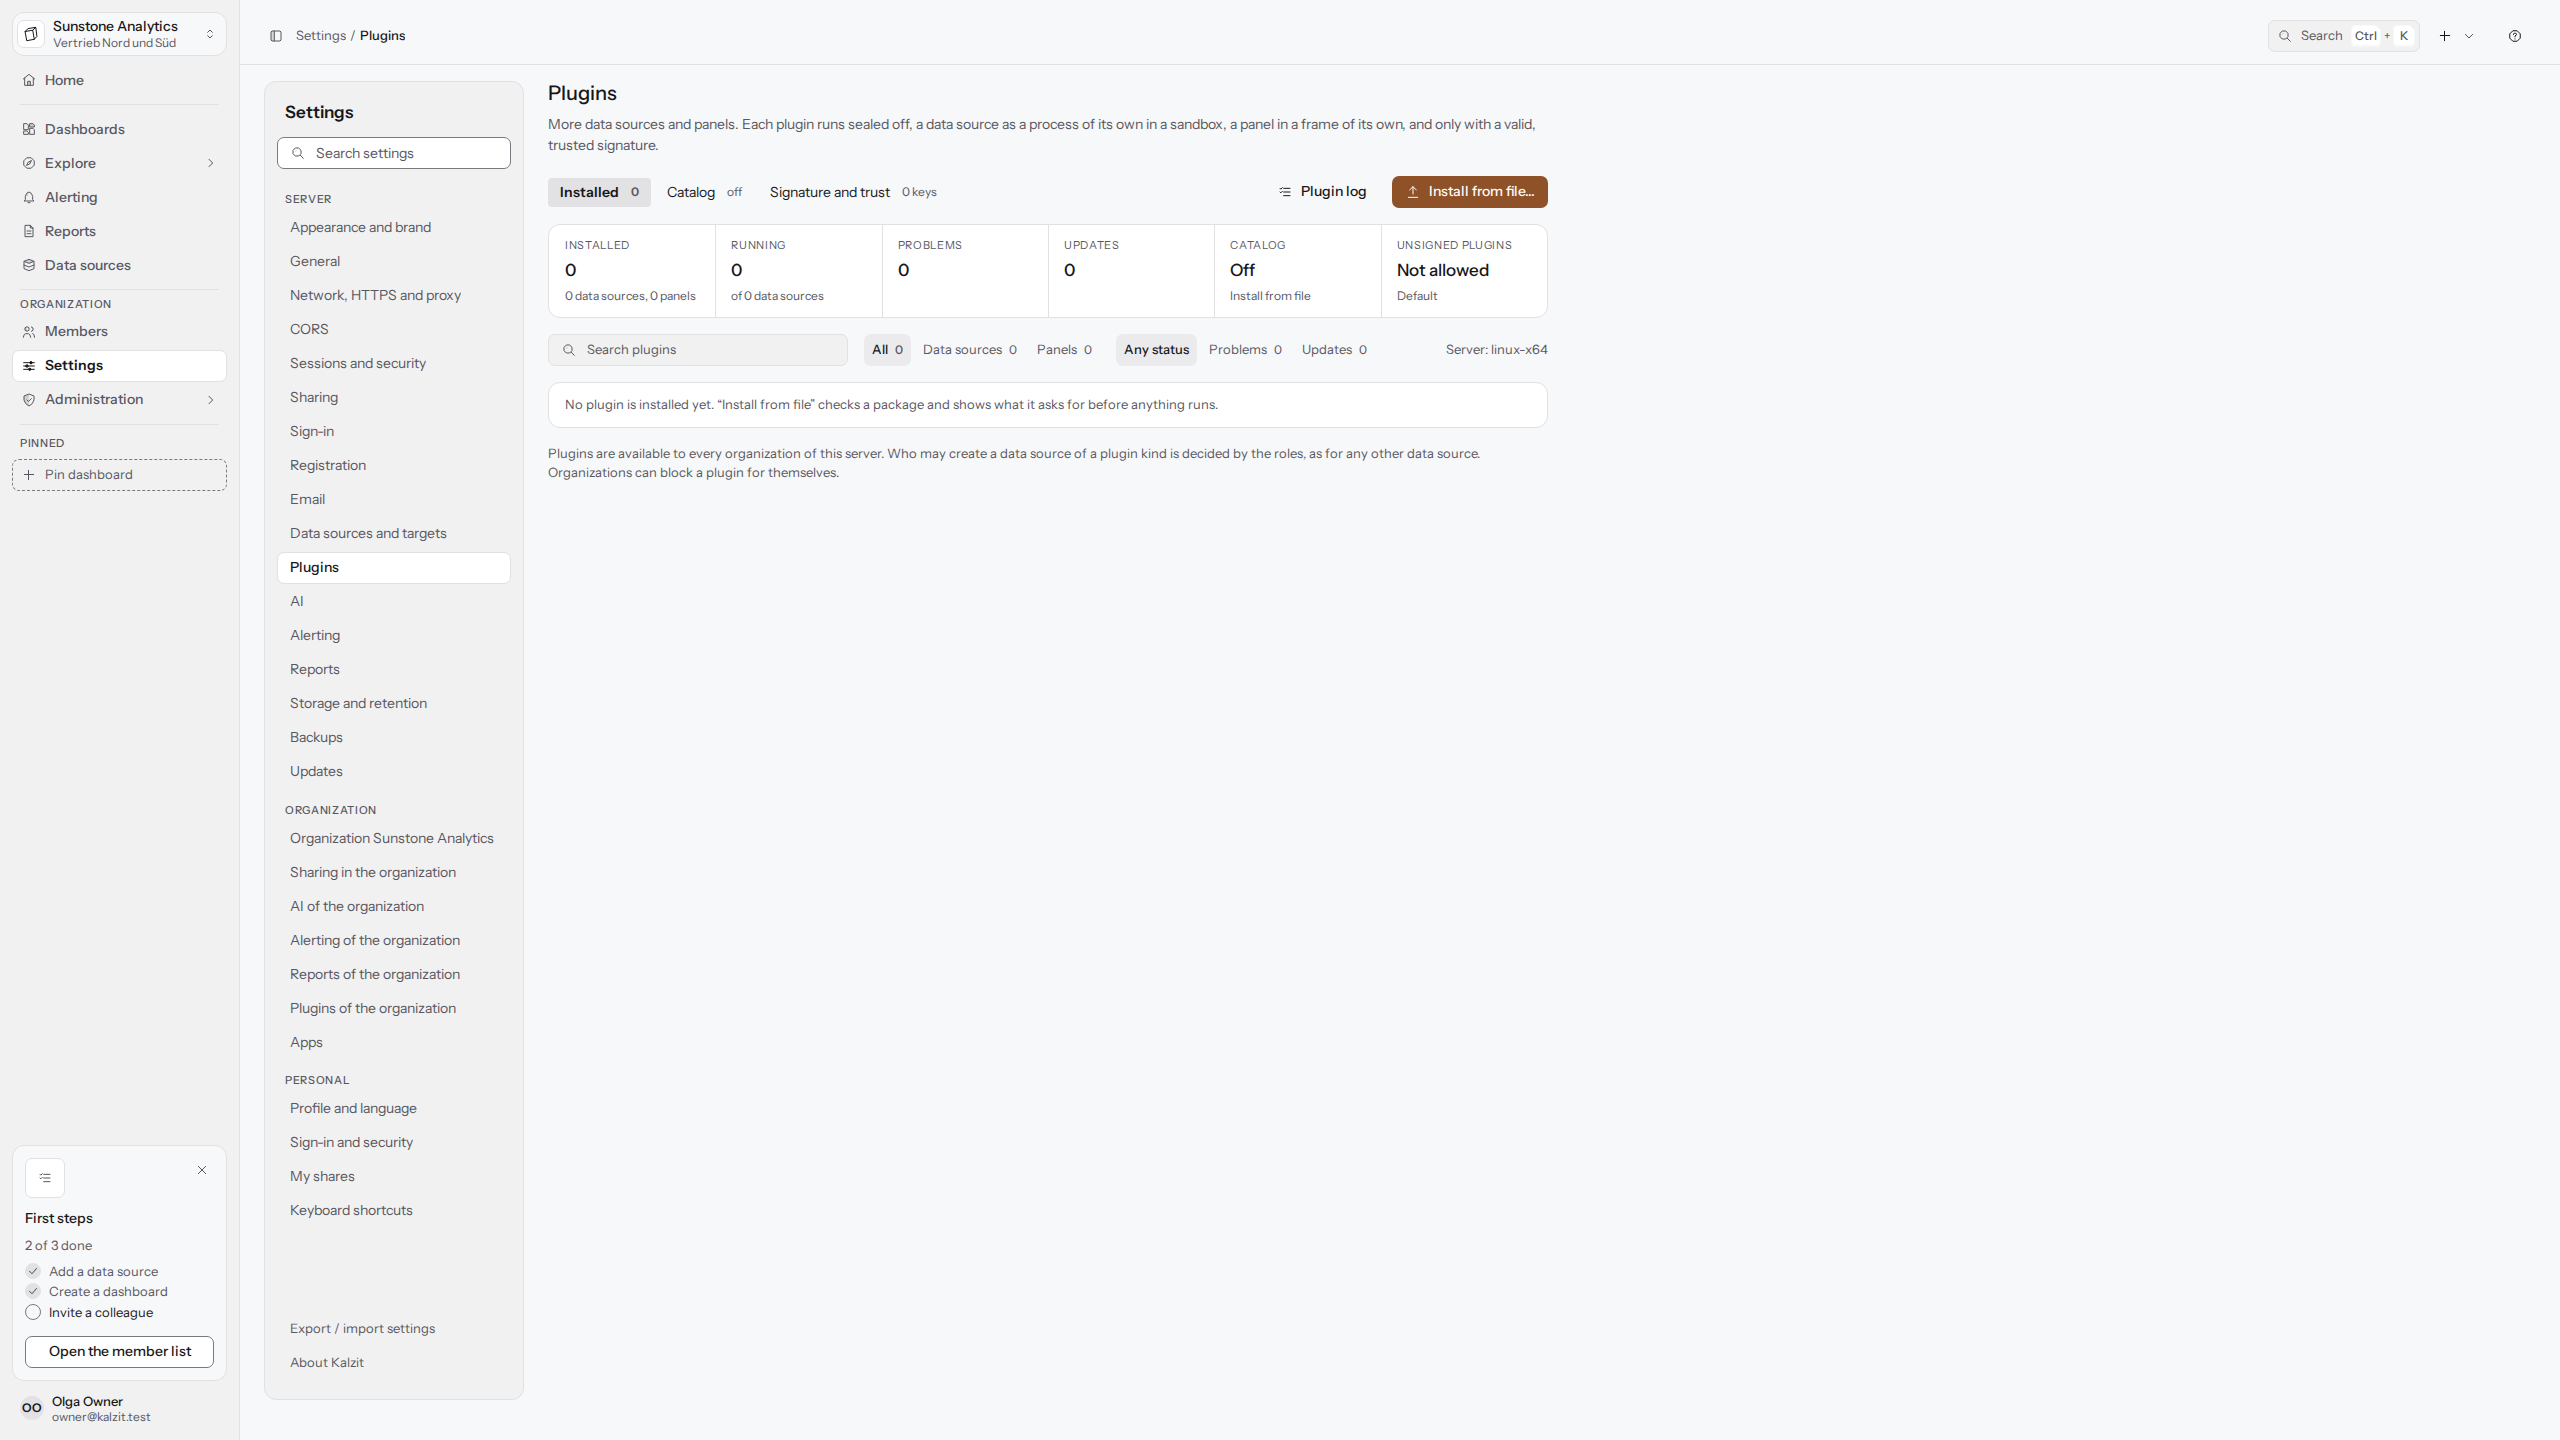 Sunstone Analytics
Vertrieb Nord und Süd
Home
Dashboards
Explore
Alerting
Reports
Data sources
ORGANIZATION
Members
Settings
Administration
PINNED
Pin dashboard
First steps
2 of 3 done
Add a data source
Create a dashboard
Invite a colleague
Open the member list
OO
Olga Owner
owner@kalzit.test
Settings / Plugins
Search Ctrl + K
Settings
Search settings
SERVER
Appearance and brand
General
Network, HTTPS and proxy
CORS
Sessions and security
Sharing
Sign-in
Registration
Email
Data sources and targets
Plugins
AI
Alerting
Reports
Storage and retention
Backups
Updates
ORGANIZATION
Organization Sunstone Analytics
Sharing in the organization
AI of the organization
Alerting of the organization
Reports of the organization
Plugins of the organization
Apps
PERSONAL
Profile and language
Sign-in and security
My shares
Keyboard shortcuts
Export / import settings
About Kalzit
Plugins
More data sources and panels. Each plugin runs sealed off, a data source as a process of its own in a sandbox, a panel in a frame of its own, and only with a valid,
trusted signature.
Installed 0 Catalog off Signature and trust 0 keys Plugin log Install from file...
INSTALLED
0
0 data sources, 0 panels
RUNNING
0
of 0 data sources
PROBLEMS
0
UPDATES
0
CATALOG
Off
Install from file
UNSIGNED PLUGINS
Not allowed
Default
Search plugins All 0 Data sources 0 Panels 0 Any status Problems 0 Updates 0 Server: linux-x64
No plugin is installed yet. “Install from file” checks a package and shows what it asks for before anything runs.
Plugins are available to every organization of this server. Who may create a data source of a plugin kind is decided by the roles, as for any other data source.
Organizations can block a plugin for themselves.